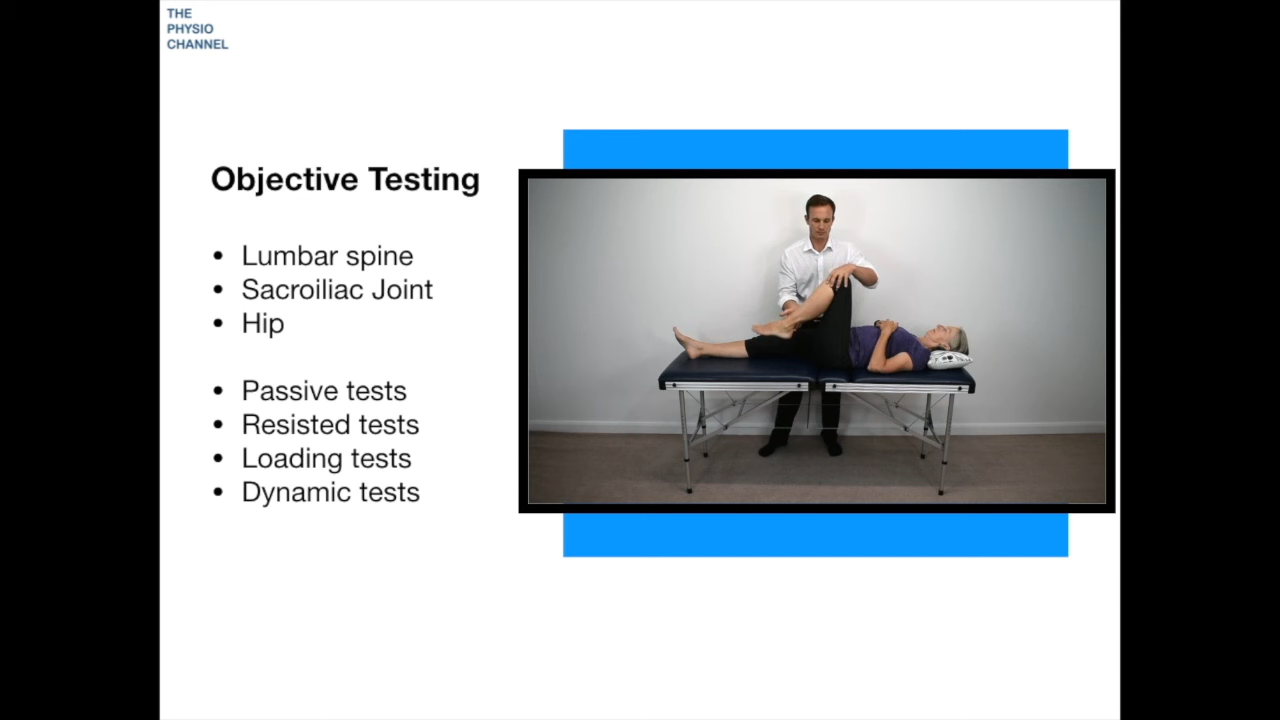 THE
PHYSIO
CHANNEL
Objective Testing
• Lumbar spine
• Sacroiliac Joint
• Hip
• Passive tests
• Resisted tests
• Loading tests
• Dynamic tests